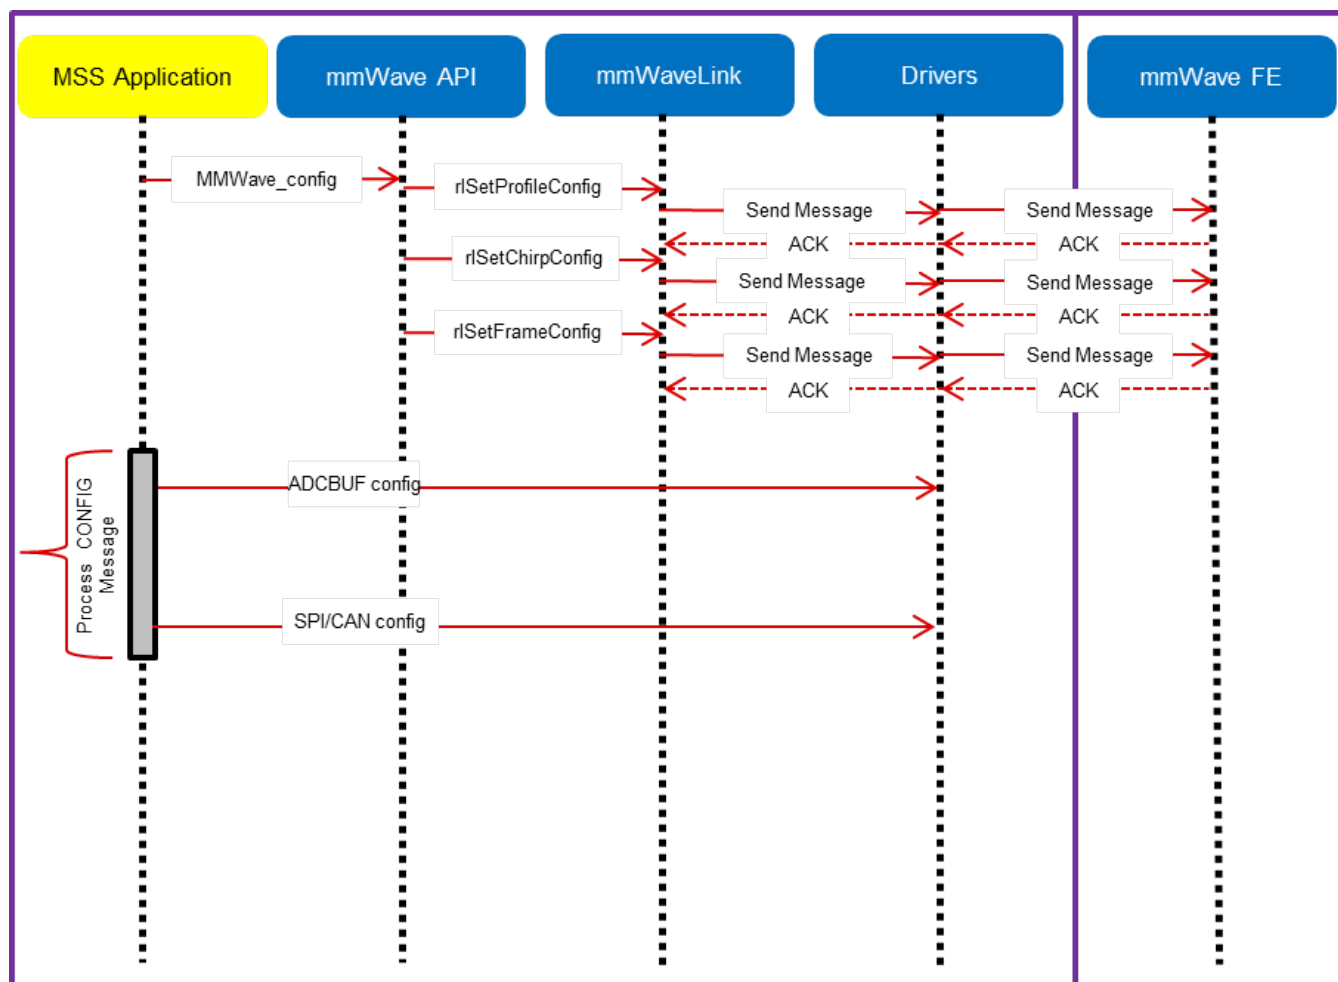 MSS Application
mmWave API
mmWaveLink
Drivers
mmWave FE
MMWave_config
rlSetProfileConfig
Send Message
Send Message
ACK
ACK
rlSetChirpConfig
Send Message
Send Message
ACK
ACK
rlSetFrameConfig
Send Message
Send Message
ACK
ACK
Process CONFIG
Message
ADCBUF config
SPI/CAN config